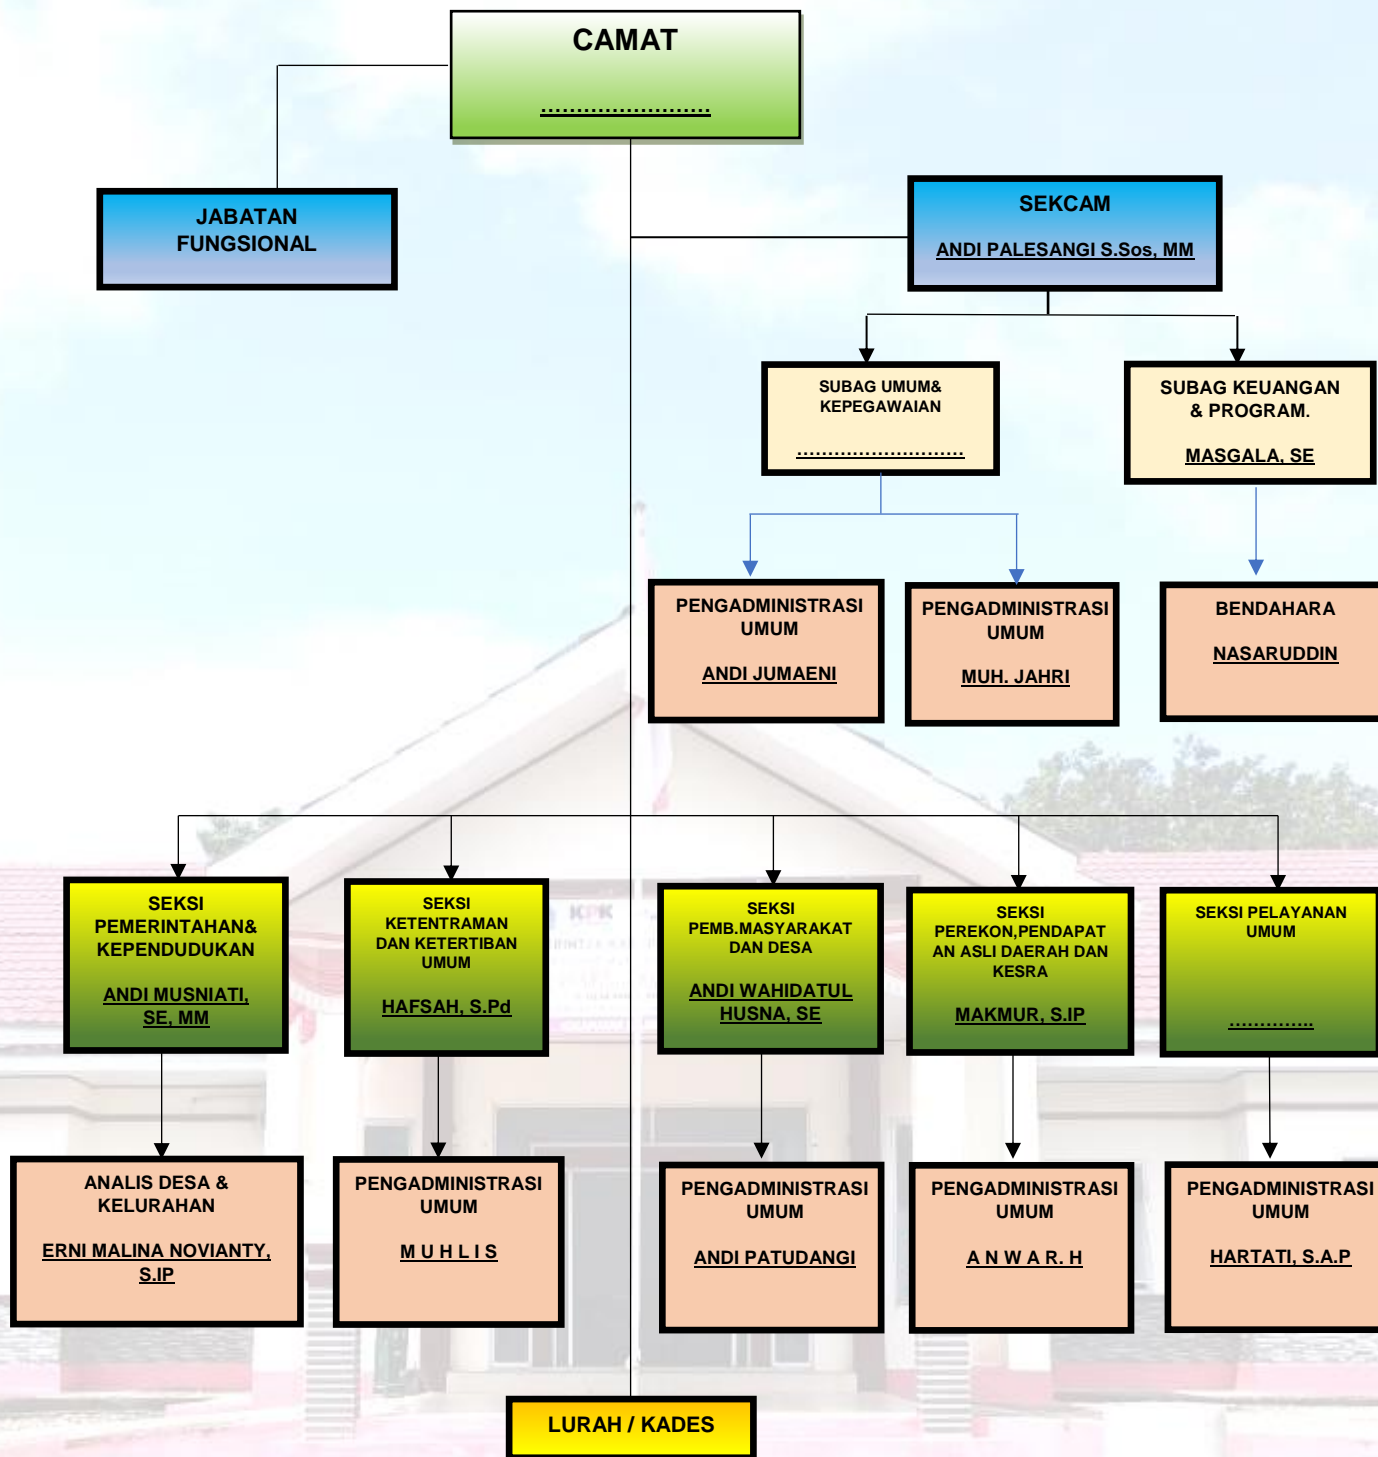 CAMAT
........................
JABATAN
FUNGSIONAL
SEKCAM
ANDI PALESANGI S.Sos, MM
SUBAG UMUM&
KEPEGAWAIAN
...........................
SUBAG KEUANGAN
& PROGRAM.
MASGALA, SE
PENGADMINISTRASI
UMUM
ANDI JUMAENI
PENGADMINISTRASI
UMUM
MUH. JAHRI
BENDAHARA
NASARUDDIN
SEKSI
PEMERINTAHAN&
KEPENDUDUKAN
ANDI MUSNIATI,
SE, MM
SEKSI
KETENTRAMAN
DAN KETERTIBAN
UMUM
HAFSAH, S.Pd
SEKSI
PEMB.MASYARAKAT
DAN DESA
ANDI WAHIDATUL
HUSNA, SE
SEKSI
PEREKON,PENDAPAT
AN ASLI DAERAH DAN
KESRA
MAKMUR, S.IP
SEKSI PELAYANAN
UMUM
..............
ANALIS DESA &
KELURAHAN
ERNI MALINA NOVIANTY,
S.IP
PENGADMINISTRASI
UMUM
M U H L I S
PENGADMINISTRASI
UMUM
ANDI PATUDANGI
PENGADMINISTRASI
UMUM
A N W A R. H
PENGADMINISTRASI
UMUM
HARTATI, S.A.P
LURAH / KADES
KPK